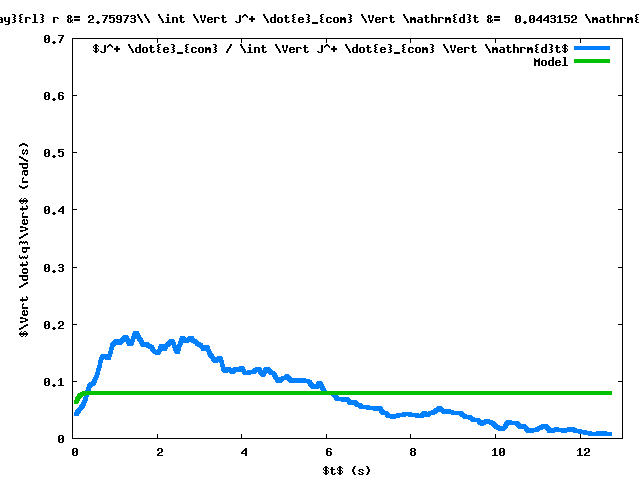 ay}{rl} r &= 2.75973\\ \int \Vert J^+ \dot{e}_{com} \Vert \mathrm{d}t &=  0.0443152 \mathrm{
0.7
$J^+ \dot{e}_{com} / \int \Vert J^+ \dot{e}_{com} \Vert \mathrm{d}t$
Model
0.6
0.5
0.4
0.3
0.2
0.1
0
$\Vert \dot{q}\Vert$ (rad/s)
0 2 4 6 8 10 12
$t$ (s)